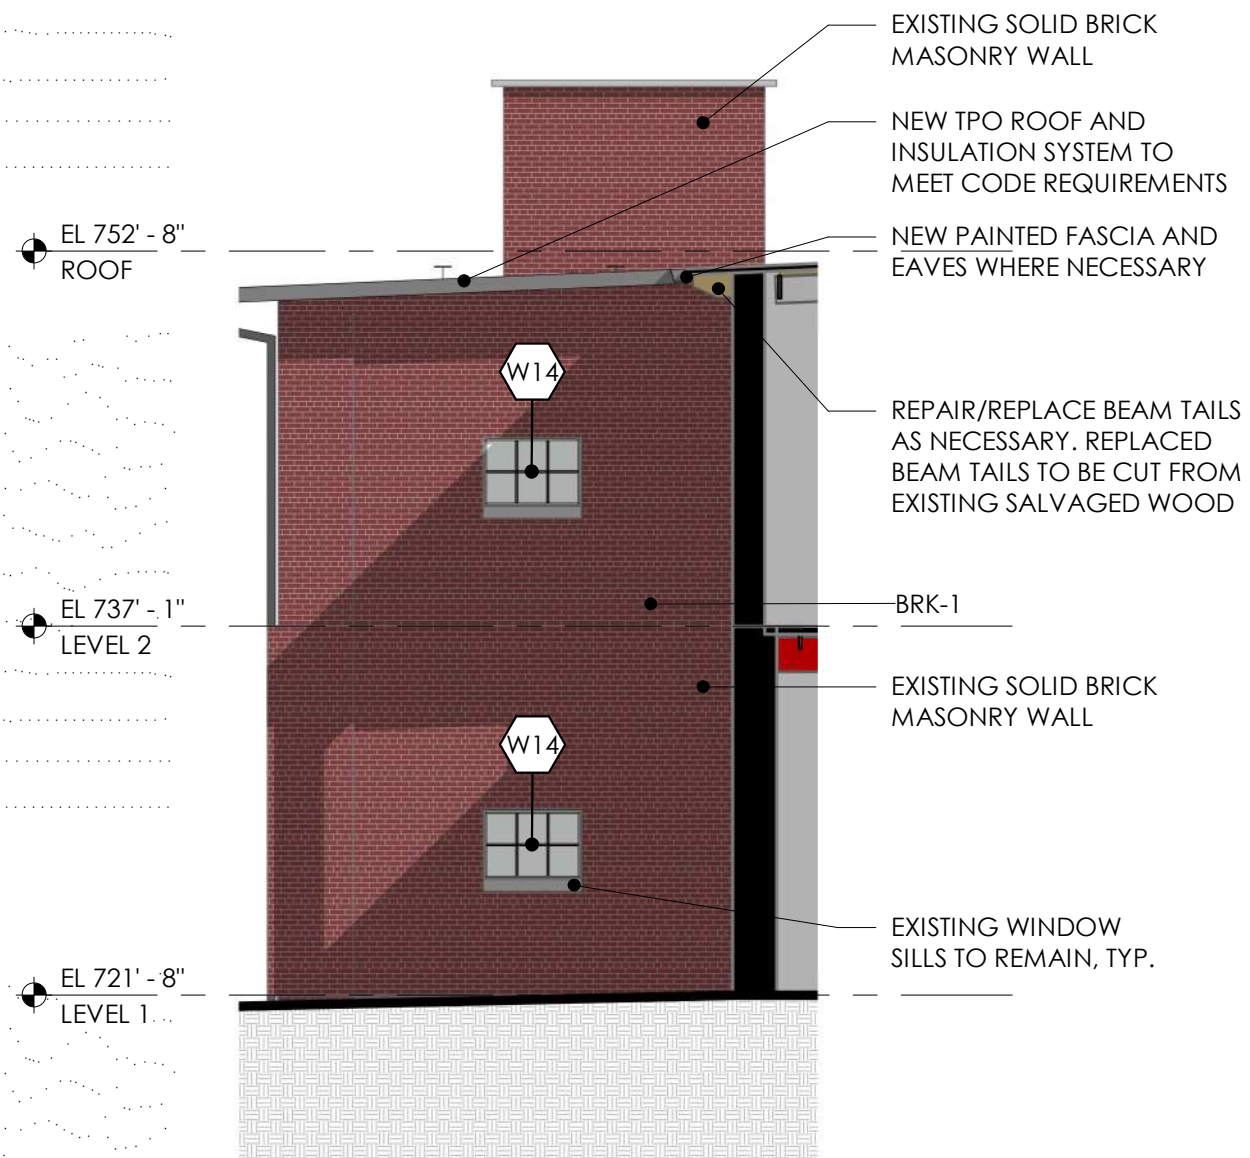 EXISTING SOLID BRICK
MASONRY WALL
NEW TPO ROOF AND
INSULATION SYSTEM TO
MEET CODE REQUIREMENTS
EL 752' - 8"
ROOF
NEW PAINTED FASCIA AND
EAVES WHERE NECESSARY
W14
REPAIR/REPLACE BEAM TAILS
AS NECESSARY. REPLACED
BEAM TAILS TO BE CUT FROM
EXISTING SALVAGED WOOD
EL 737' - 1"
LEVEL 2
BRK-1
EXISTING SOLID BRICK
MASONRY WALL
W14
EXISTING WINDOW
SILLS TO REMAIN, TYP.
EL 721' - 8"
LEVEL 1